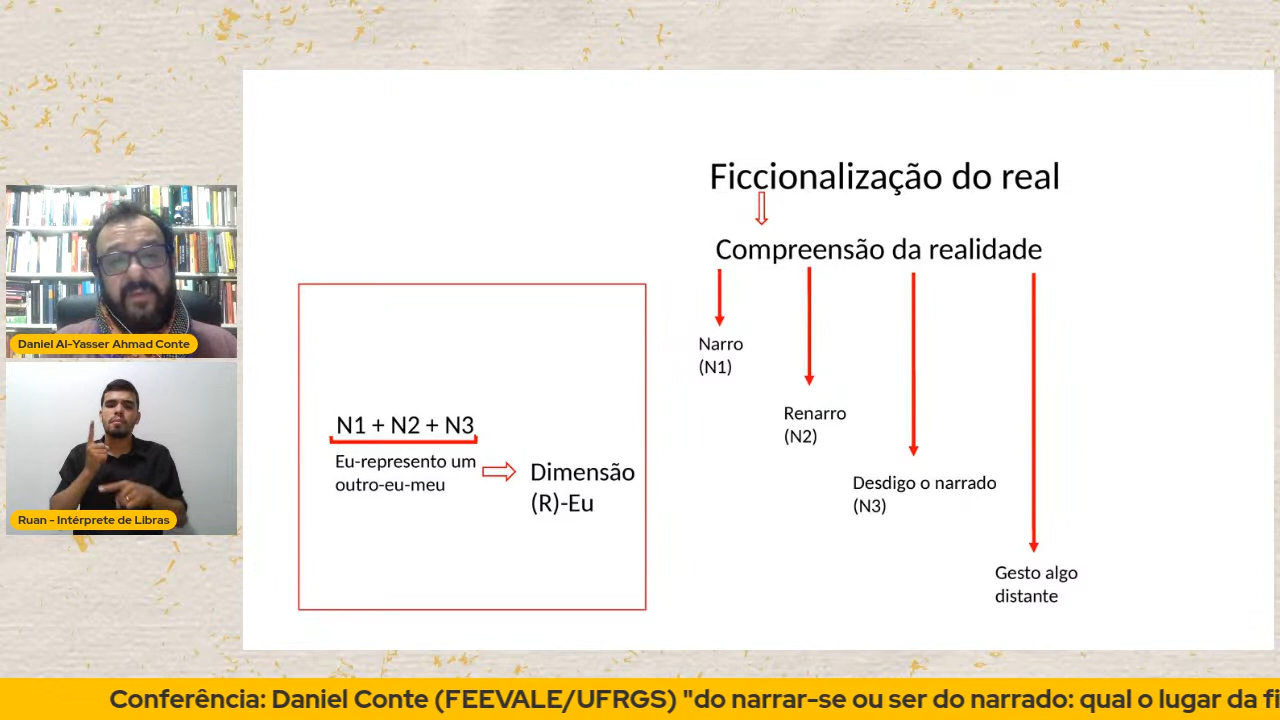 Ficcionalização do real
Compreensão da realidade
Narro
(N1)
Renarro
(N2)
Desdigo o narrado
(N3)
Gesto algo
distante
N1 + N2 + N3
Eu-represento um
outro-eu-meu
Dimensão
(R)-Eu
Daniel Al-Yasser Ahmad Conte
Ruan - Intérprete de Libras
Conferência: Daniel Conte (FEEVALE/UFRGS) "do narrar-se ou ser do narrado: qual o lugar da fi